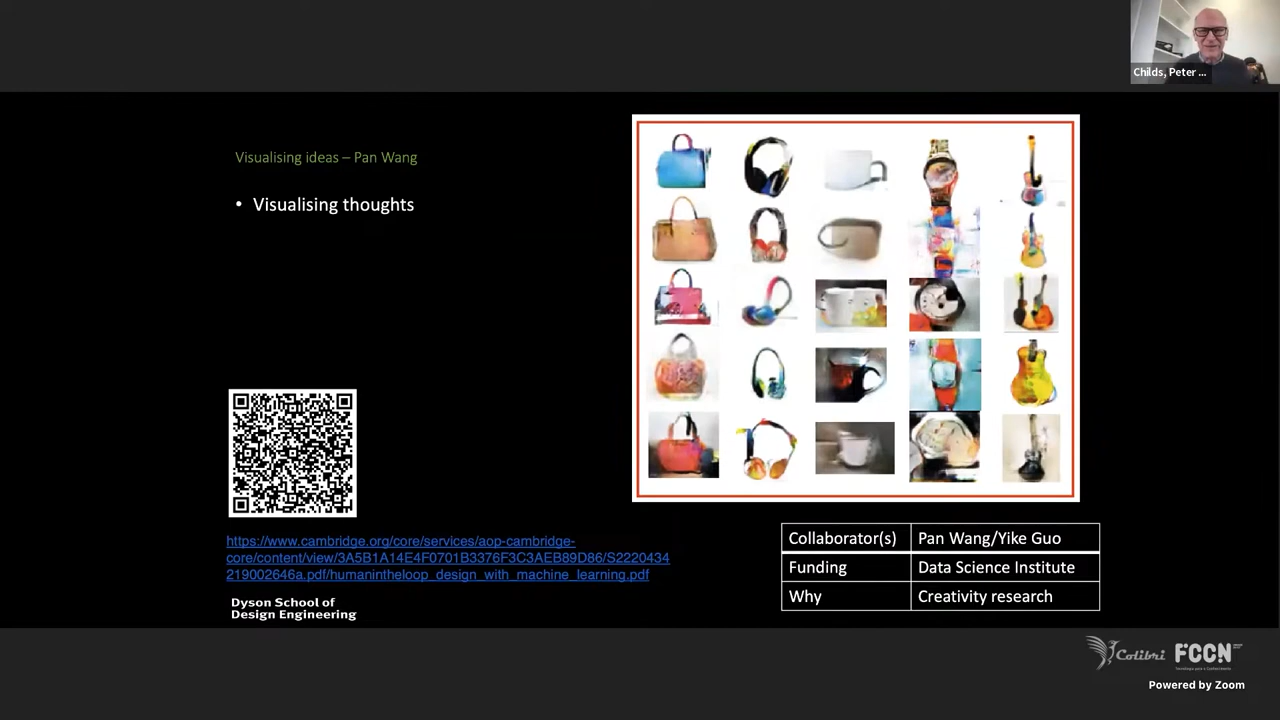 Childs, Peter ...
Visualising ideas – Pan Wang
• Visualising thoughts
https://www.cambridge.org/core/services/aop-cambridge-
core/content/view/3A5B1A14E4F0701B3376F3C3AEB89D86/S2220434
219002646a.pdf/humanintheloop_design_with_machine_learning.pdf
Dyson School of
Design Engineering
Collaborator(s) Pan Wang/Yike Guo
Funding Data Science Institute
Why Creativity research
Colibri FCCN
Powered by Zoom